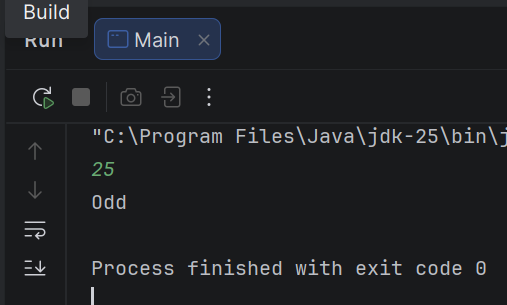 Build
Run
Main
"C:\Program Files\Java\jdk-25\bin\j
25
Odd
Process finished with exit code 0